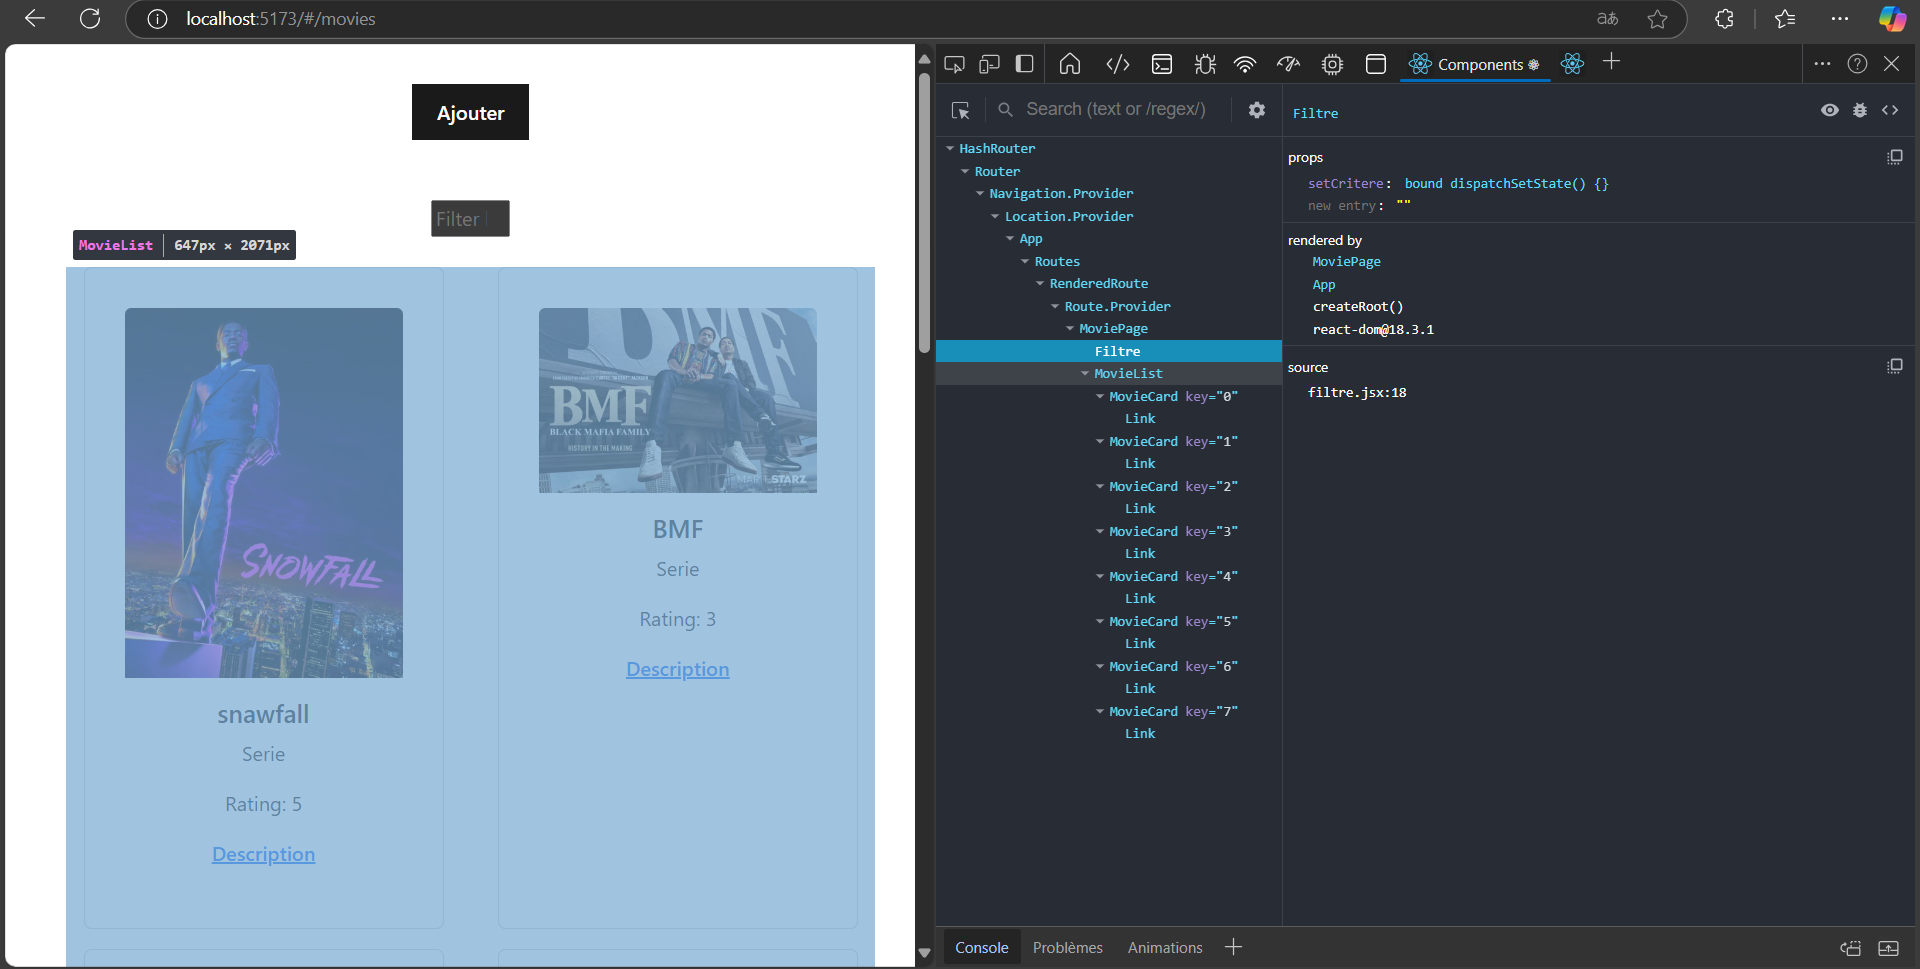 localhost:5173/#/movies
Ajouter
Filter
MovieList 647px × 2071px
SNOWFALL
snawfall
Serie
Rating: 5
Description
BMF
BMF
BLACK MAFIA FAMILY
HISTORY IN THE MAKING
STARZ
BMF
Serie
Rating: 3
Description
Components
Search (text or /regex/)
HashRouter
Router
Navigation.Provider
Location.Provider
App
Routes
RenderedRoute
Route.Provider
MoviePage
Filtre
MovieList
MovieCard key="0"
Link
MovieCard key="1"
Link
MovieCard key="2"
Link
MovieCard key="3"
Link
MovieCard key="4"
Link
MovieCard key="5"
Link
MovieCard key="6"
Link
MovieCard key="7"
Link
Filtre
props
setCritere: bound dispatchSetState() {}
new entry: ""
rendered by
MoviePage
App
createRoot()
react-dom@18.3.1
source
filtre.jsx:18
Console Problèmes Animations